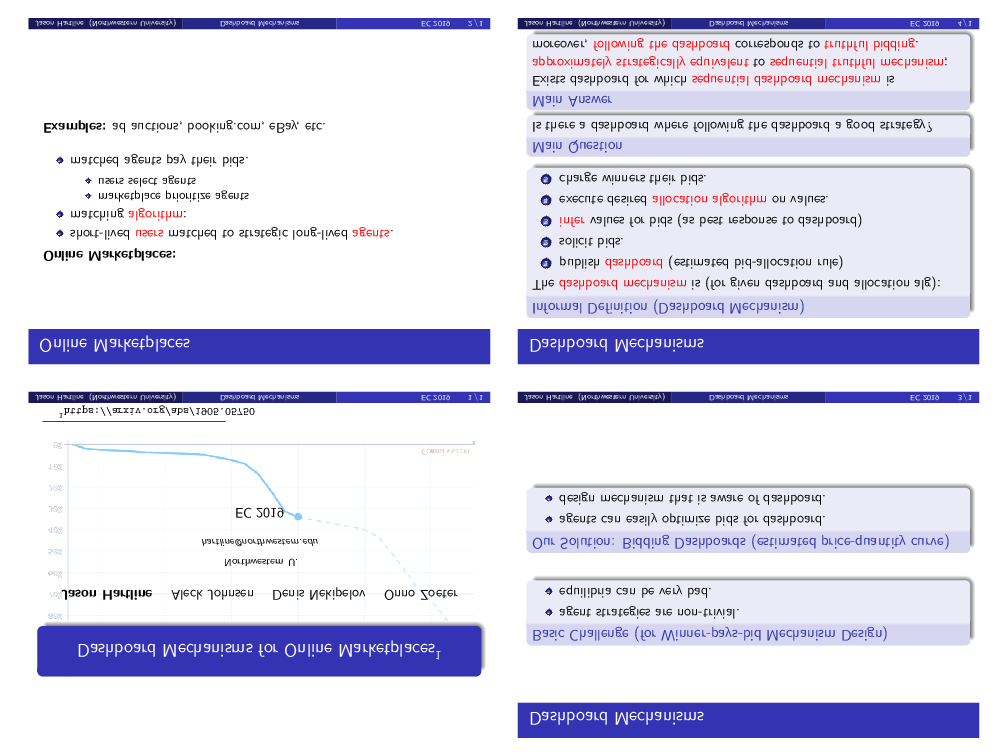 Dashboard Mechanisms for Online Marketplaces¹
Jason Hartline Aleck Johnsen Denis Nekipelov Onno Zoeter
Northwestern U.
hartline@northwestern.edu
EC 2019
80%
70%
60%
50%
40%
30%
20%
10%
0%
¹https://arxiv.org/abs/1905.05750
Jason Hartline (Northwestern University) Dashboard Mechanisms EC 2019 1 / 1
Online Marketplaces
Online Marketplaces:
short-lived users matched to strategic long-lived agents.
matching algorithm:
marketplace prioritize agents
users select agents
matched agents pay their bids.
Examples: ad auctions, booking.com, eBay, etc.
Jason Hartline (Northwestern University) Dashboard Mechanisms EC 2019 2 / 1
Dashboard Mechanisms
Basic Challenge (for Winner-pays-bid Mechanism Design)
agent strategies are non-trivial.
equilibria can be very bad.
Our Solution: Bidding Dashboards (estimated price-quantity curve)
agents can easily optimize bids for dashboard.
design mechanism that is aware of dashboard.
Jason Hartline (Northwestern University) Dashboard Mechanisms EC 2019 3 / 1
Dashboard Mechanisms
Informal Definition (Dashboard Mechanism)
The dashboard mechanism is (for given dashboard and allocation alg):
publish dashboard (estimated bid-allocation rule)
solicit bids.
infer values for bids (as best response to dashboard)
execute desired allocation algorithm on values.
charge winners their bids.
Main Question
Is there a dashboard where following the dashboard a good strategy?
Main Answer
Exists dashboard for which sequential dashboard mechanism is
approximately strategically equivalent to sequential truthful mechanism;
moreover, following the dashboard corresponds to truthful bidding.
Jason Hartline (Northwestern University) Dashboard Mechanisms EC 2019 4 / 1